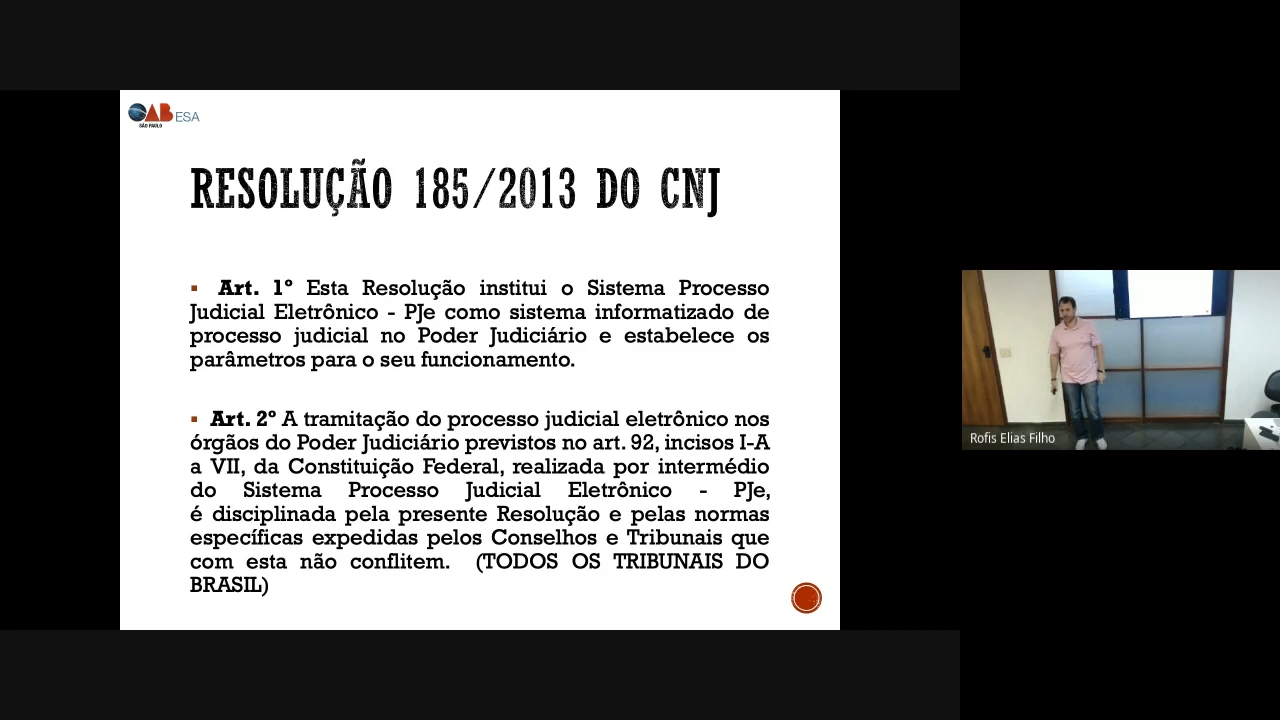 OAB ESA
SÃO PAULO
RESOLUÇÃO 185/2013 DO CNJ
▪ Art. 1º Esta Resolução institui o Sistema Processo
Judicial Eletrônico - PJe como sistema informatizado de
processo judicial no Poder Judiciário e estabelece os
parâmetros para o seu funcionamento.
▪ Art. 2º A tramitação do processo judicial eletrônico nos
órgãos do Poder Judiciário previstos no art. 92, incisos I-A
a VII, da Constituição Federal, realizada por intermédio
do Sistema Processo Judicial Eletrônico - PJe,
é disciplinada pela presente Resolução e pelas normas
específicas expedidas pelos Conselhos e Tribunais que
com esta não conflitem. (TODOS OS TRIBUNAIS DO
BRASIL)
Rofis Elias Filho